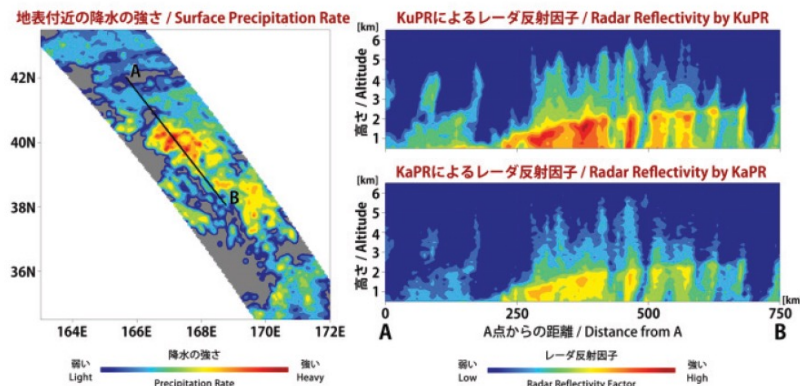 地表付近の降水の強さ / Surface Precipitation Rate
42N
40N
38N
36N
A
B
164E 166E 168E 170E 172E
降水の強さ
弱い 強い
Light Heavy
Precipitation Rate
KuPRによるレーダ反射因子 / Radar Reflectivity by KuPR
[km]
高さ / Altitude
6
5
4
3
2
1
KaPRによるレーダ反射因子 / Radar Reflectivity by KaPR
[km]
高さ / Altitude
6
5
4
3
2
1
0 250 500 750 [km]
A A点からの距離 / Distance from A B
レーダ反射因子
弱い 強い
Low High
Radar Reflectivity Factor